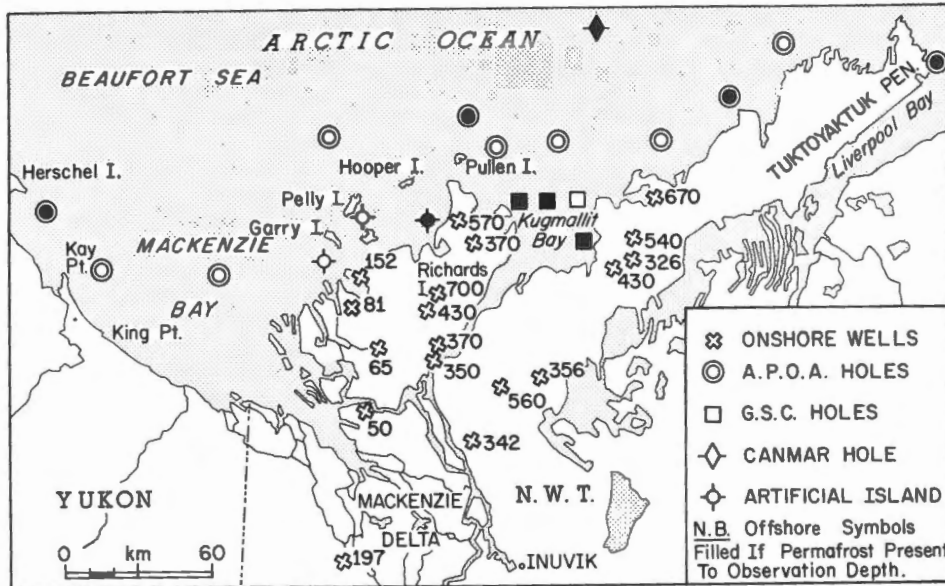 ARCTIC OCEAN
BEAUFORT SEA
TUKTOYAKTUK PEN.
Liverpool Bay
Herschel I.
Hooper I.
Pullen I.
Pelly I.
Garry I.
670
570
Kugmallit
Bay
370
540
326
430
Kay
Pt.
MACKENZIE
BAY
152
Richards
I.
700
81
430
King Pt.
370
65
350
356
560
50
342
YUKON
MACKENZIE
DELTA
N.W.T.
0 km 60
197
INUVIK
ONSHORE WELLS
A.P.O.A. HOLES
G.S.C. HOLES
CANMAR HOLE
ARTIFICIAL ISLAND
N.B. Offshore Symbols
Filled If Permafrost Present
To Observation Depth.